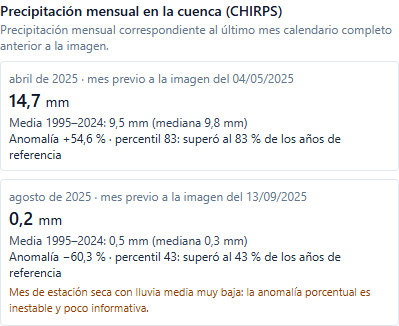 Precipitación mensual en la cuenca (CHIRPS)
Precipitación mensual correspondiente al último mes calendario completo
anterior a la imagen.
abril de 2025 · mes previo a la imagen del 04/05/2025
14,7 mm
Media 1995–2024: 9,5 mm (mediana 9,8 mm)
Anomalía +54,6 % · percentil 83: superó al 83 % de los años de
referencia
agosto de 2025 · mes previo a la imagen del 13/09/2025
0,2 mm
Media 1995–2024: 0,5 mm (mediana 0,3 mm)
Anomalía −60,3 % · percentil 43: superó al 43 % de los años de
referencia
Mes de estación seca con lluvia media muy baja: la anomalía porcentual es
inestable y poco informativa.